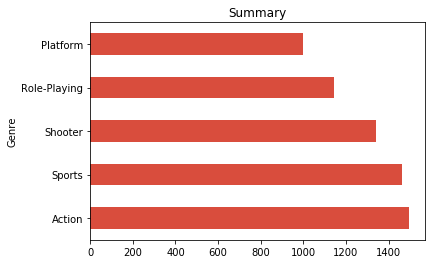 Summary
Platform
Role-Playing
Shooter
Sports
Action
Genre
0 200 400 600 800 1000 1200 1400